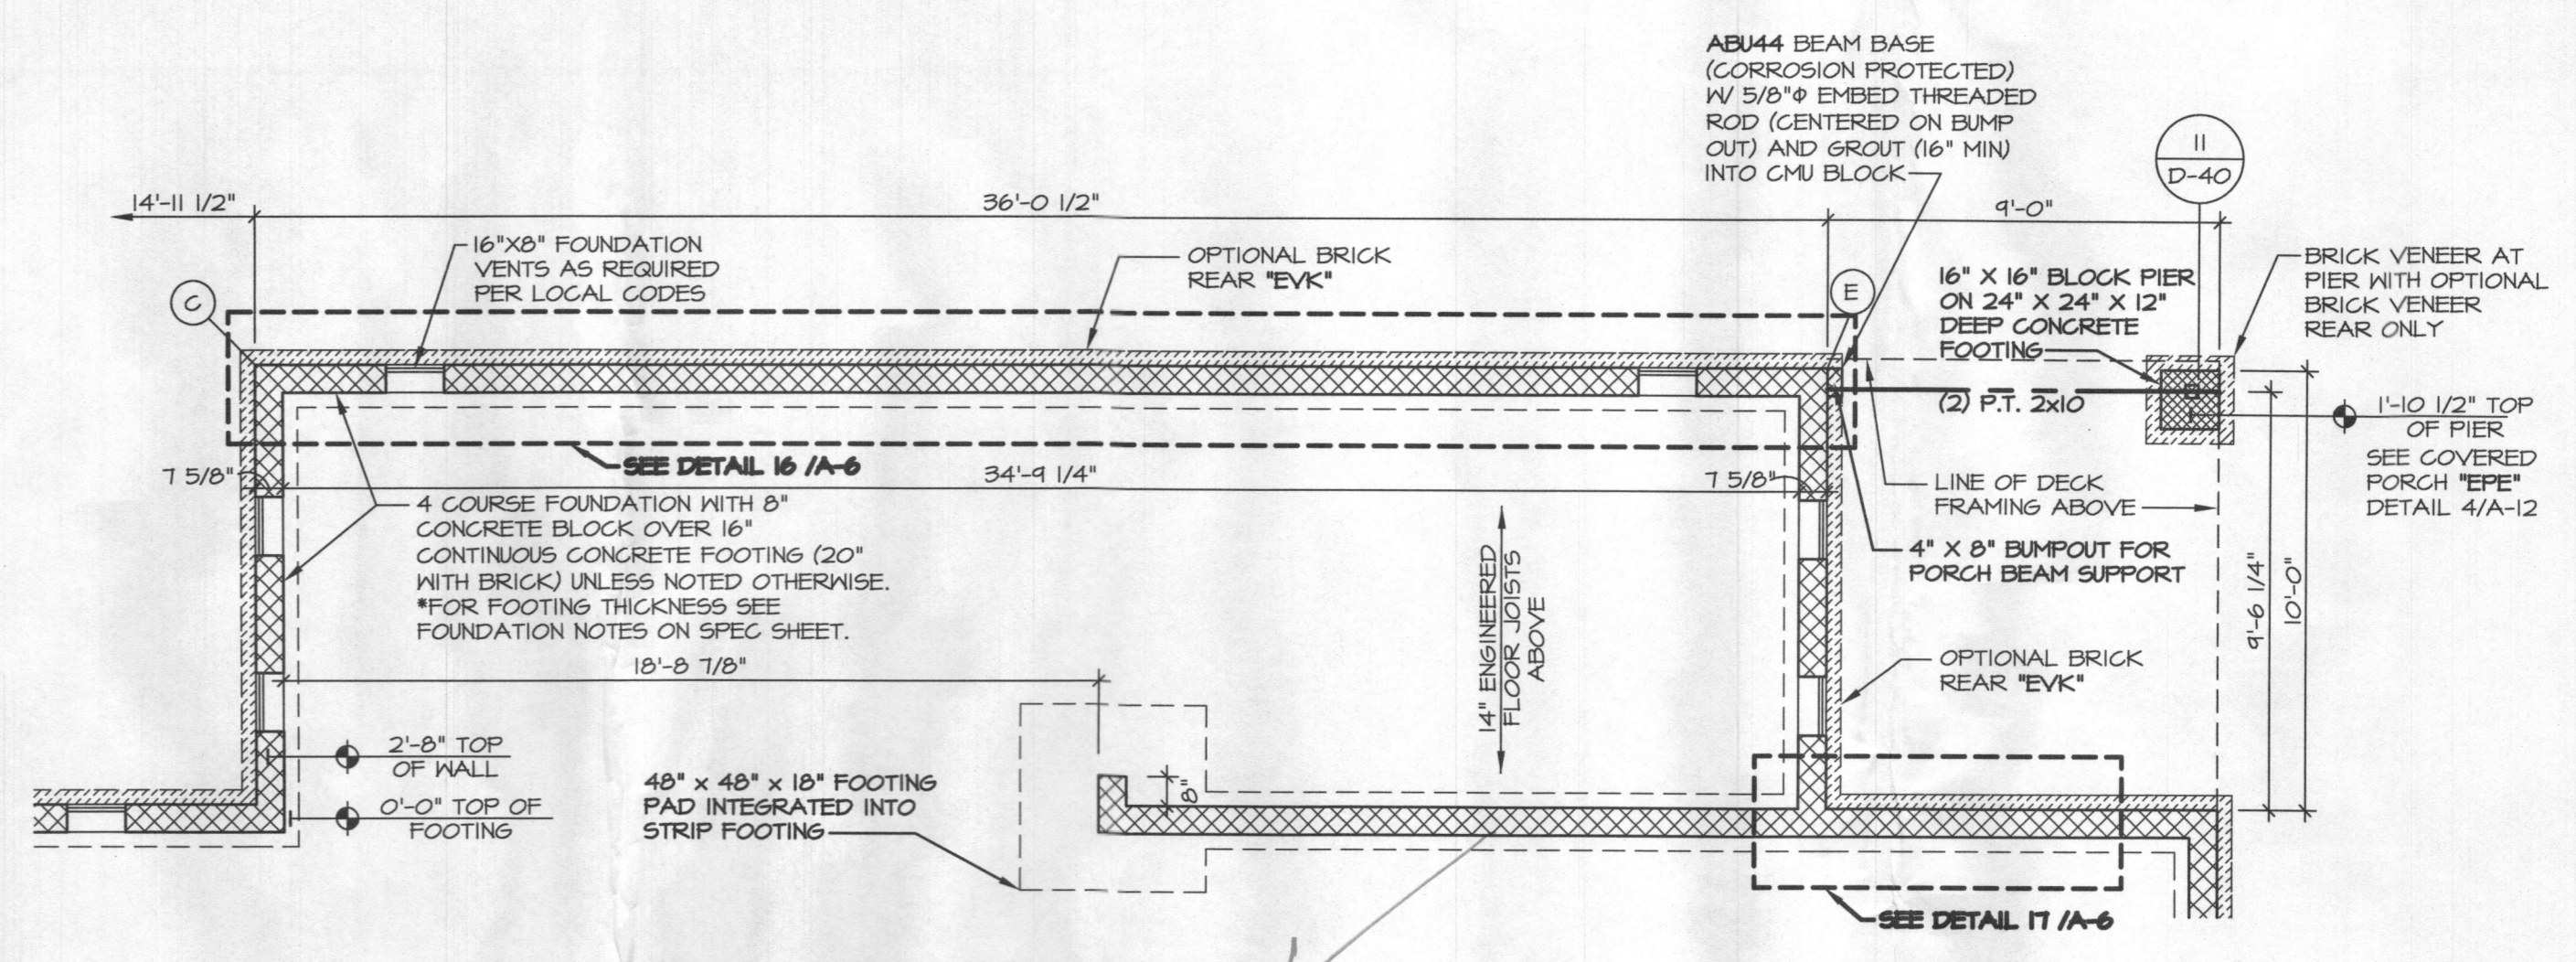 ABU44 BEAM BASE
(CORROSION PROTECTED)
W/ 5/8"Φ EMBED THREADED
ROD (CENTERED ON BUMP
OUT) AND GROUT (16" MIN)
INTO CMU BLOCK
11
D-40
14'-11 1/2"
36'-0 1/2"
9'-0"
16"X8" FOUNDATION
VENTS AS REQUIRED
PER LOCAL CODES
OPTIONAL BRICK
REAR "EVK"
C
E
16" X 16" BLOCK PIER
ON 24" X 24" X 12"
DEEP CONCRETE
FOOTING
BRICK VENEER AT
PIER WITH OPTIONAL
BRICK VENEER
REAR ONLY
(2) P.T. 2x10
1'-10 1/2" TOP
OF PIER
SEE COVERED
PORCH "EPE"
DETAIL 4/A-12
SEE DETAIL 16 /A-6
7 5/8"
34'-9 1/4"
7 5/8"
4 COURSE FOUNDATION WITH 8"
CONCRETE BLOCK OVER 16"
CONTINUOUS CONCRETE FOOTING (20"
WITH BRICK) UNLESS NOTED OTHERWISE.
*FOR FOOTING THICKNESS SEE
FOUNDATION NOTES ON SPEC SHEET.
LINE OF DECK
FRAMING ABOVE
4" X 8" BUMPOUT FOR
PORCH BEAM SUPPORT
14" ENGINEERED
FLOOR JOISTS
ABOVE
9'-6 1/4"
10'-0"
18'-8 7/8"
OPTIONAL BRICK
REAR "EVK"
2'-8" TOP
OF WALL
0'-0" TOP OF
FOOTING
48" x 48" x 18" FOOTING
PAD INTEGRATED INTO
STRIP FOOTING
8"
SEE DETAIL 17 /A-6